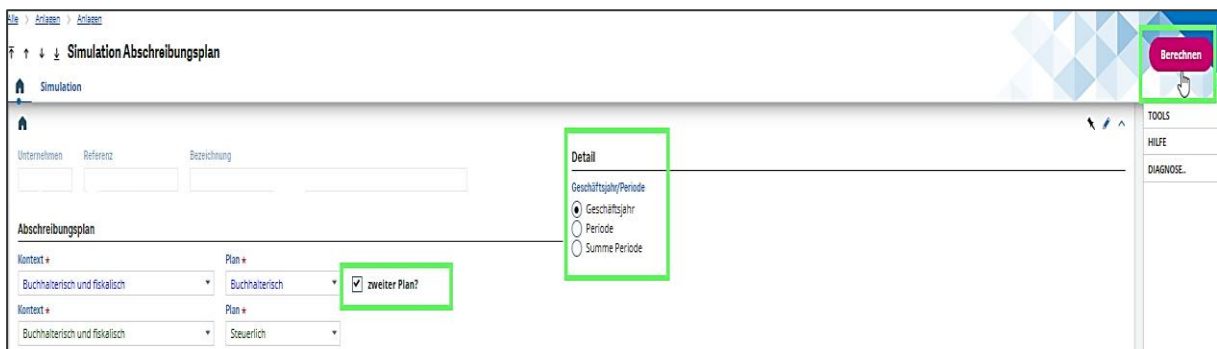 Alle > Anlagen > Anlagen
Simulation Abschreibungsplan
Berechnen
Simulation
TOOLS
HILFE
DIAGNOSE..
Unternehmen Referenz Bezeichnung
Detail
Geschäftsjahr/Periode
Geschäftsjahr
Periode
Summe Periode
Abschreibungsplan
Kontext * Plan *
Buchhalterisch und fiskalisch Buchhalterisch zweiter Plan?
Kontext * Plan *
Buchhalterisch und fiskalisch Steuerlich